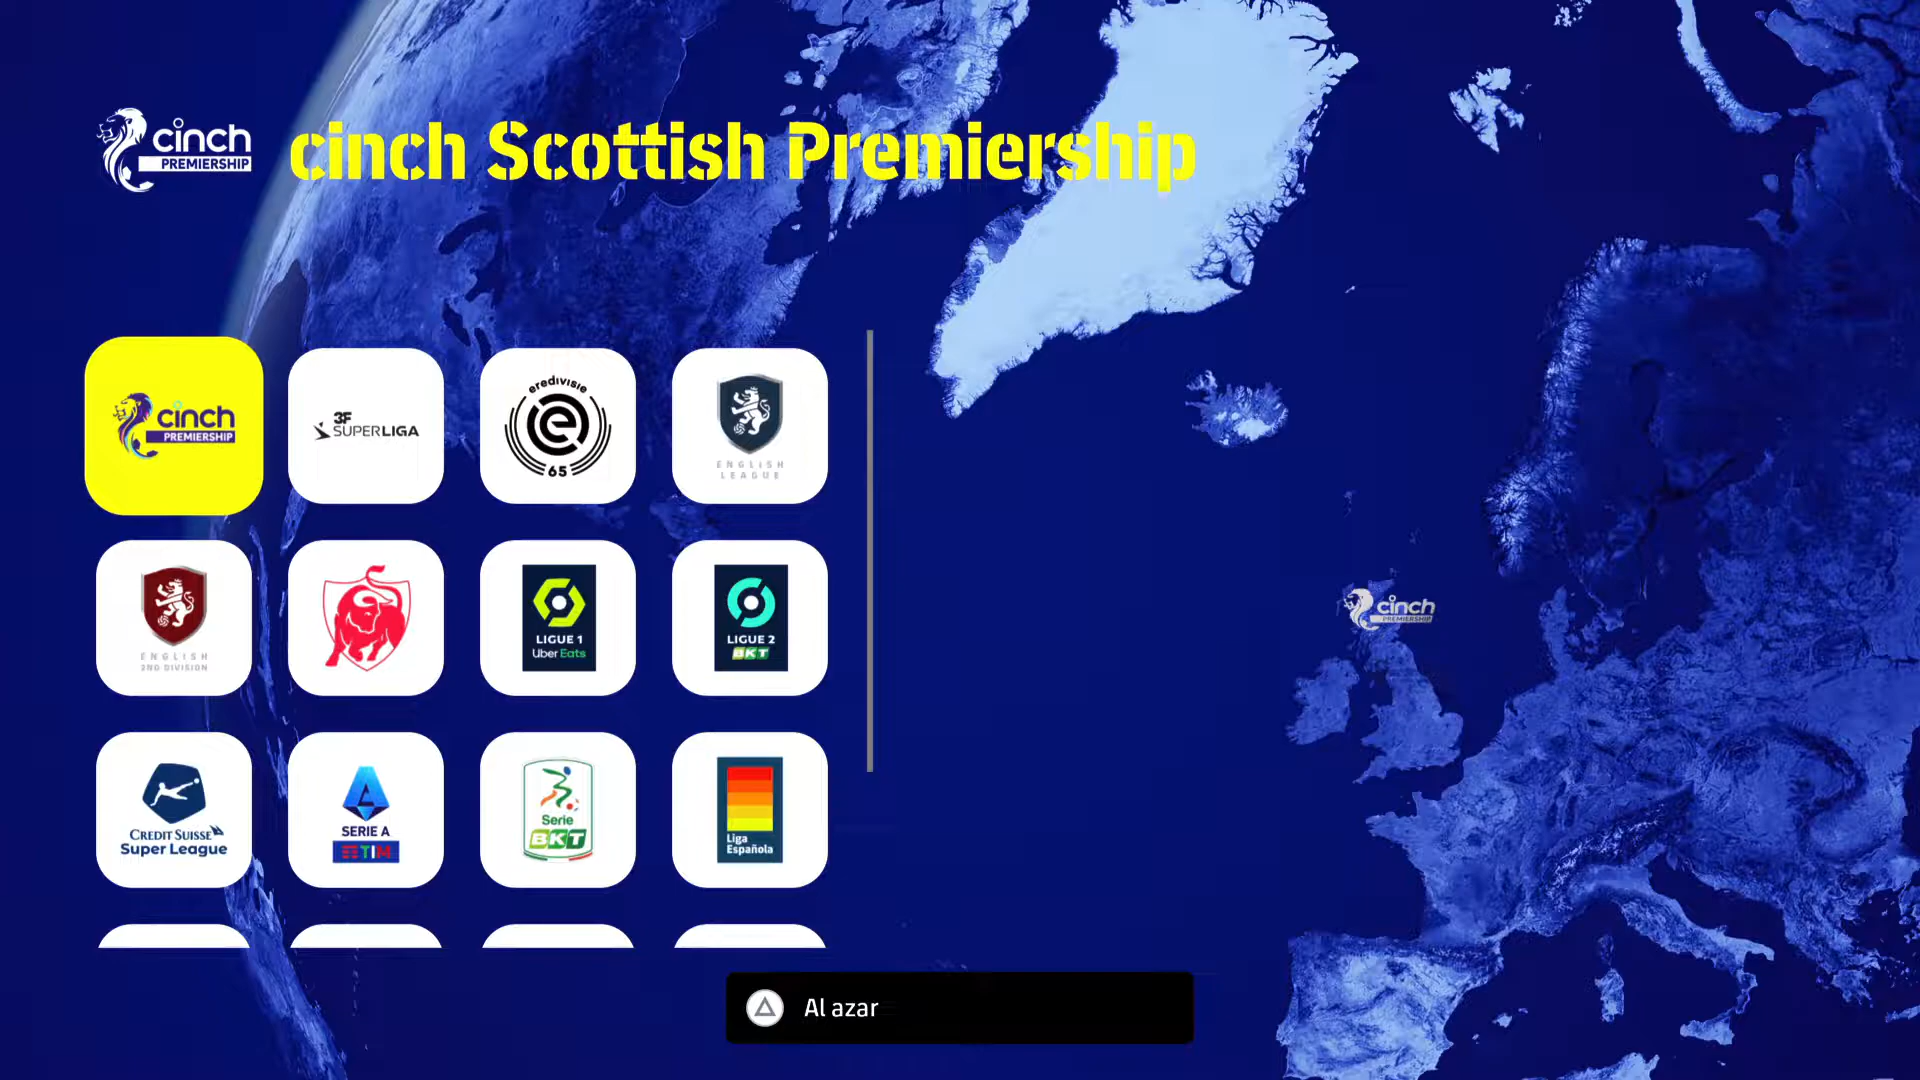 cinch
PREMIERSHIP
cinch Scottish Premiership
cinch
PREMIERSHIP
3F
SUPERLIGA
eredivisie
e
65
ENGLISH
LEAGUE
ENGLISH
2ND DIVISION
LIGUE 1
Uber Eats
LIGUE 2
BKT
CREDIT SUISSE
Super League
SERIE A
TIM
Serie
BKT
Liga
Española
cinch
PREMIERSHIP
Al azar